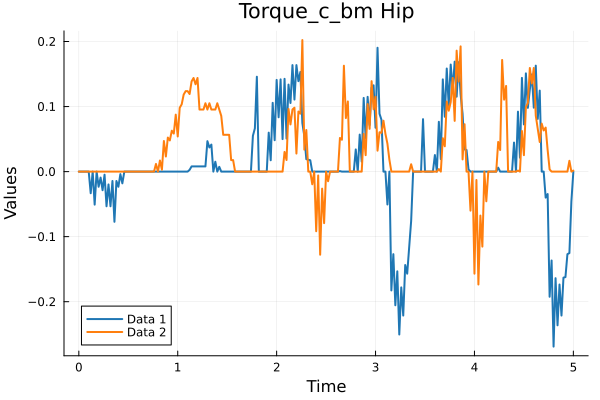 Torque_c_bm Hip
Values
0.2
0.1
0.0
−0.1
−0.2
Data 1
Data 2
0 1 2 3 4 5
Time